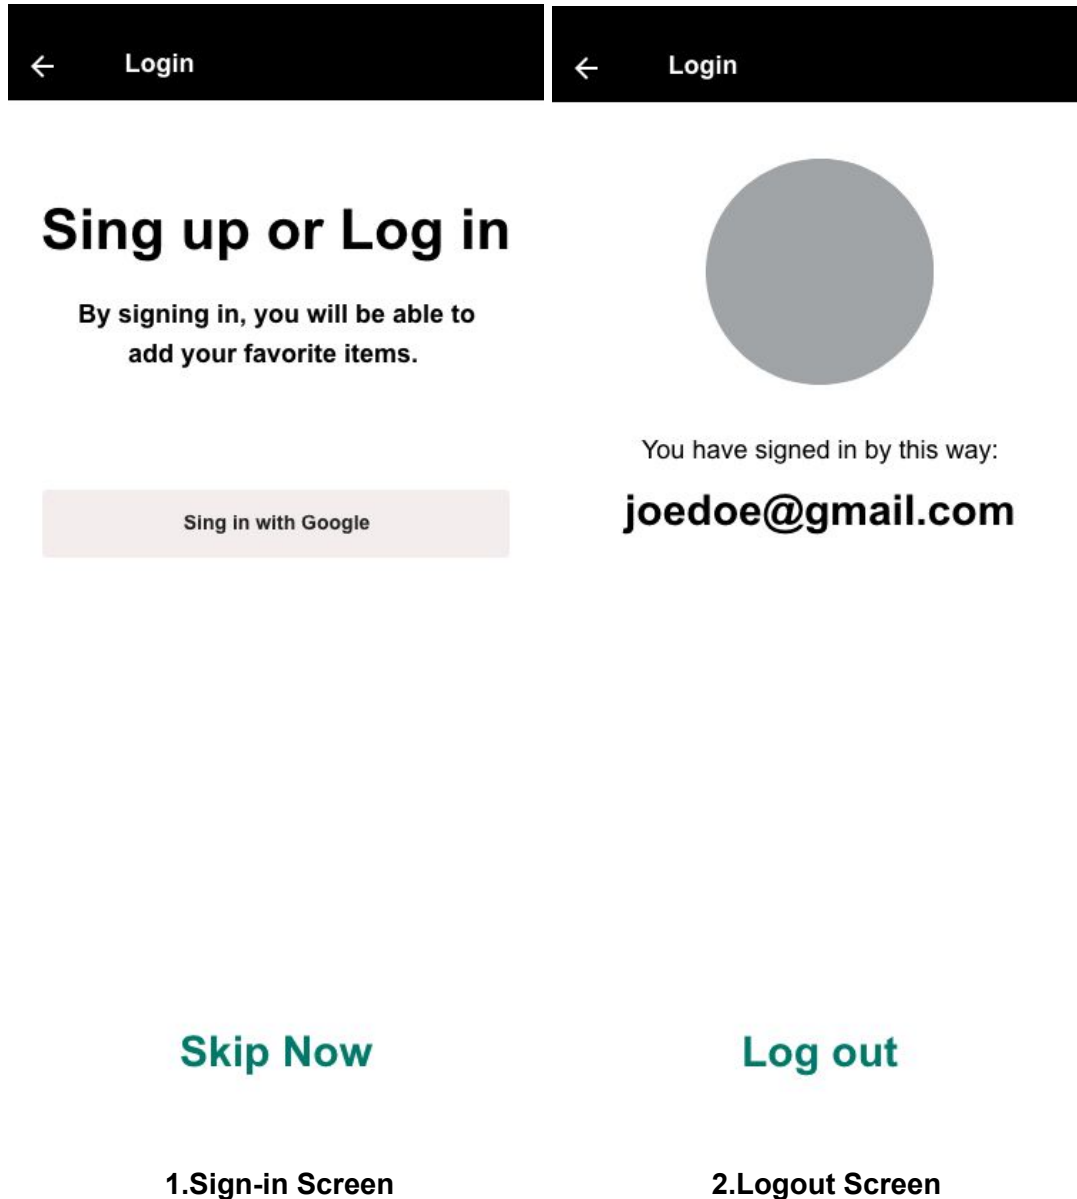 Login
Sing up or Log in
By signing in, you will be able to
add your favorite items.
Sing in with Google
Skip Now
1.Sign-in Screen
Login
You have signed in by this way:
joedoe@gmail.com
Log out
2.Logout Screen